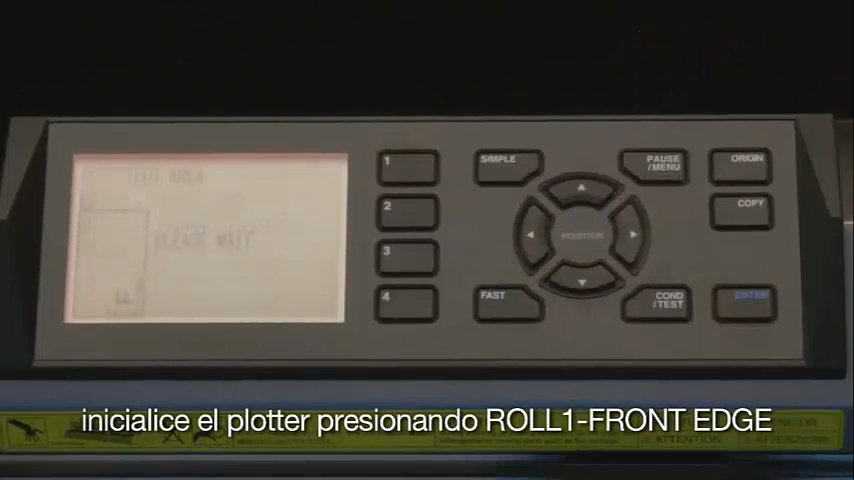 PLEASE WAIT
1
2
3
4
SIMPLE
FAST
POSITION
PAUSE
/MENU
COND
/TEST
ORIGIN
COPY
ENTER
inicialice el plotter presionando ROLL1-FRONT EDGE
ATTENTION
ATTENZIONE